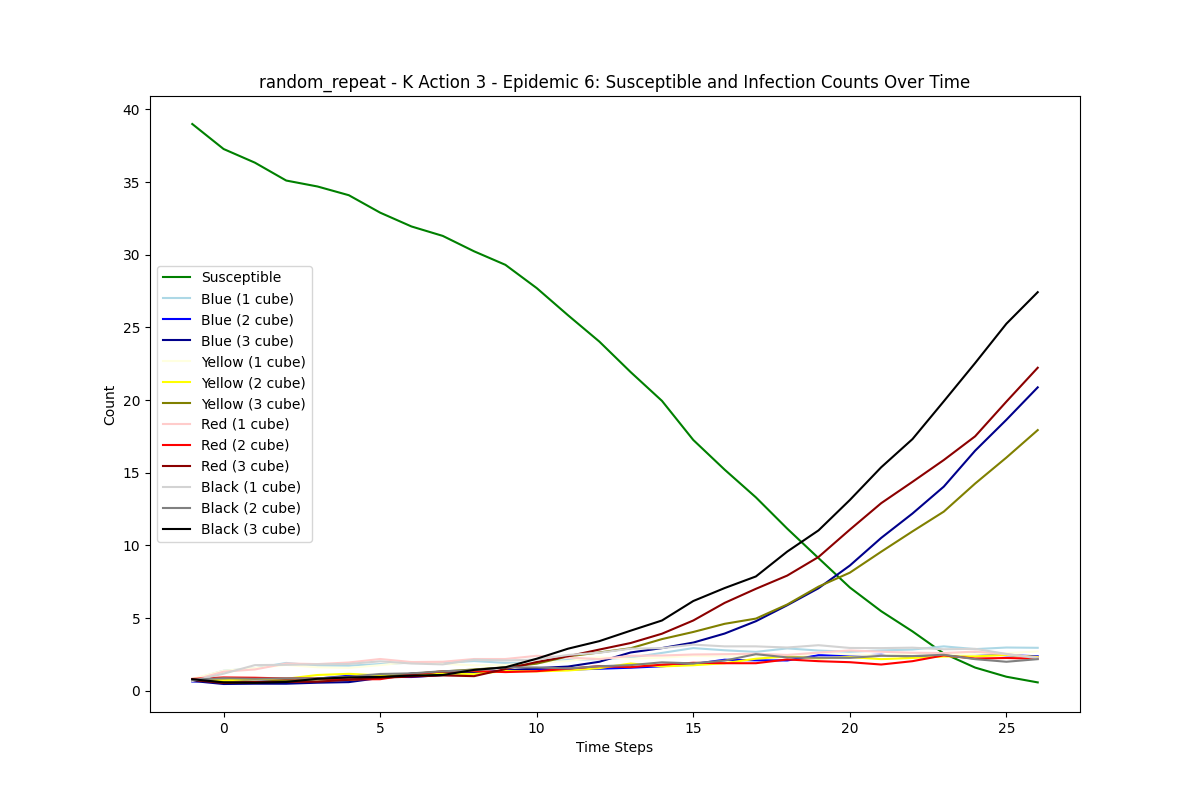 random_repeat - K Action 3 - Epidemic 6: Susceptible and Infection Counts Over Time
40
35
30
25
20
15
10
5
0
Count
Susceptible
Blue (1 cube)
Blue (2 cube)
Blue (3 cube)
Yellow (1 cube)
Yellow (2 cube)
Yellow (3 cube)
Red (1 cube)
Red (2 cube)
Red (3 cube)
Black (1 cube)
Black (2 cube)
Black (3 cube)
0 5 10 15 20 25
Time Steps